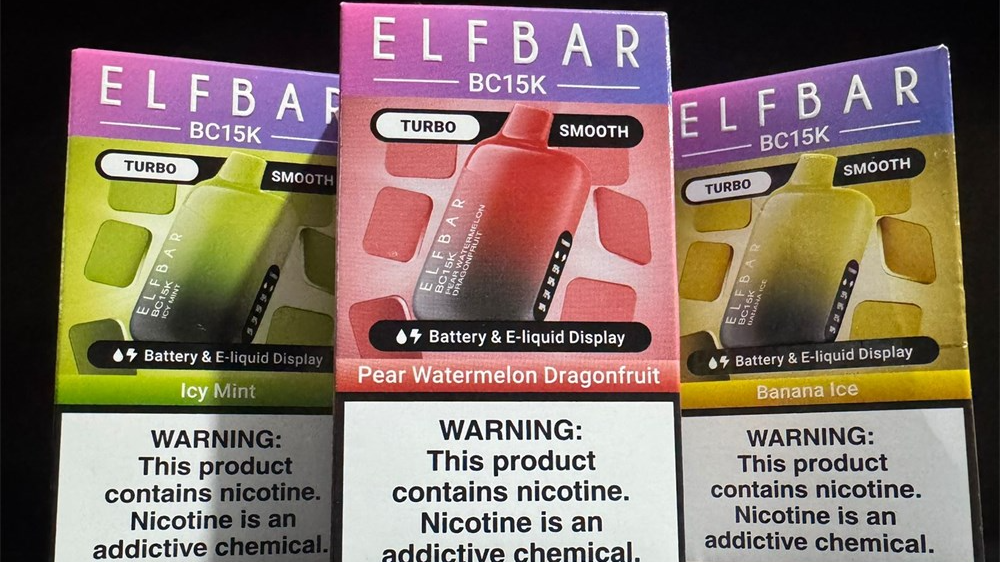 ELFBAR
BC15K
TURBO
SMOOTH
ELFBAR
BC15K
ICY MINT
Battery & E-liquid Display
Icy Mint
WARNING:
This product
contains nicotine.
Nicotine is an
addictive chemical.
ELFBAR
BC15K
TURBO
SMOOTH
ELFBAR
BC15K
PEAR WATERMELON
DRAGONFRUIT
Battery & E-liquid Display
Pear Watermelon Dragonfruit
WARNING:
This product
contains nicotine.
Nicotine is an
addictive chemical.
ELFBAR
BC15K
TURBO
SMOOTH
ELFBAR
BC15K
BANANA ICE
Battery & E-liquid Display
Banana Ice
WARNING:
This product
contains nicotine.
Nicotine is an
addictive chemical.